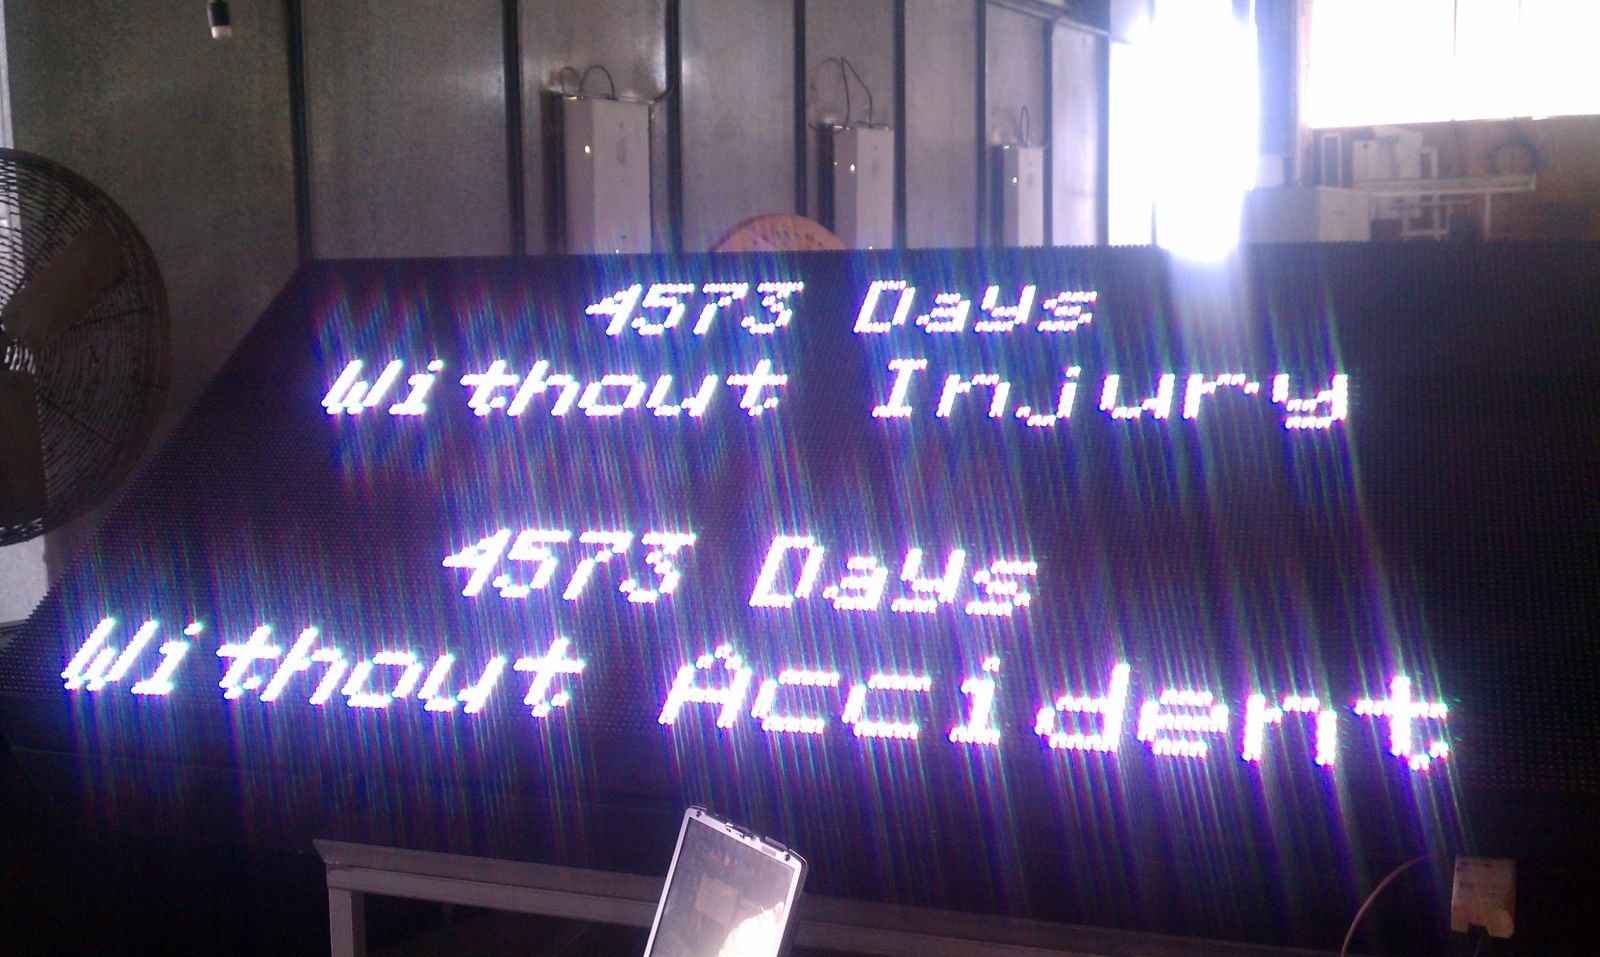 4573 Days
Without Injury
4573 Days
Without Accident